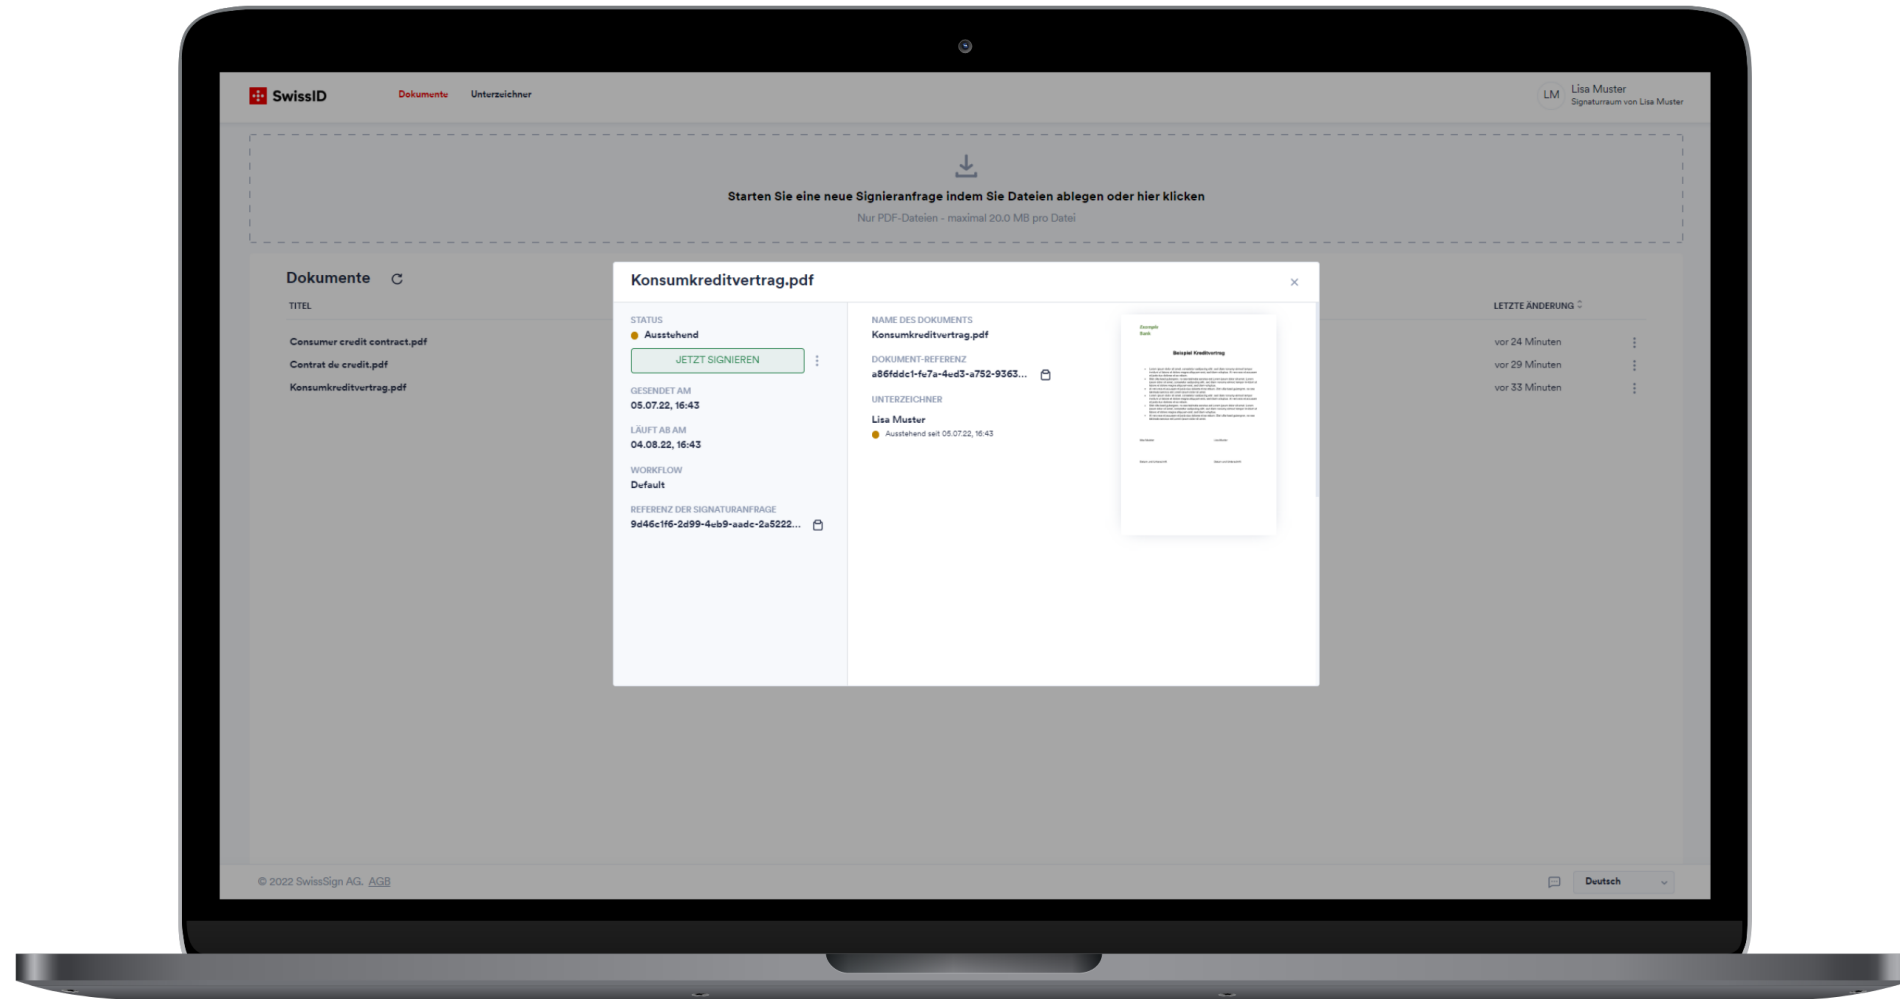 SwissID
Dokumente
Unterzeichner
LM
Lisa Muster
Signaturraum von Lisa Muster
Starten Sie eine neue Signieranfrage indem Sie Dateien ablegen oder hier klicken
Nur PDF-Dateien - maximal 20.0 MB pro Datei
Dokumente
TITEL
LETZTE ÄNDERUNG
Consumer credit contract.pdf
vor 24 Minuten
Contrat de credit.pdf
vor 29 Minuten
Konsumkreditvertrag.pdf
vor 33 Minuten
Konsumkreditvertrag.pdf
STATUS
Ausstehend
JETZT SIGNIEREN
GESENDET AM
05.07.22, 16:43
LÄUFT AB AM
04.08.22, 16:43
WORKFLOW
Default
REFERENZ DER SIGNATURANFRAGE
9d46c1f6-2d99-4eb9-aadc-2a5222...
NAME DES DOKUMENTS
Konsumkreditvertrag.pdf
DOKUMENT-REFERENZ
a86fddc1-fe7a-4ed3-a752-9363...
UNTERZEICHNER
Lisa Muster
Ausstehend seit 05.07.22, 16:43
Example
Bank
Beispiel Kreditvertrag
© 2022 SwissSign AG. AGB
Deutsch